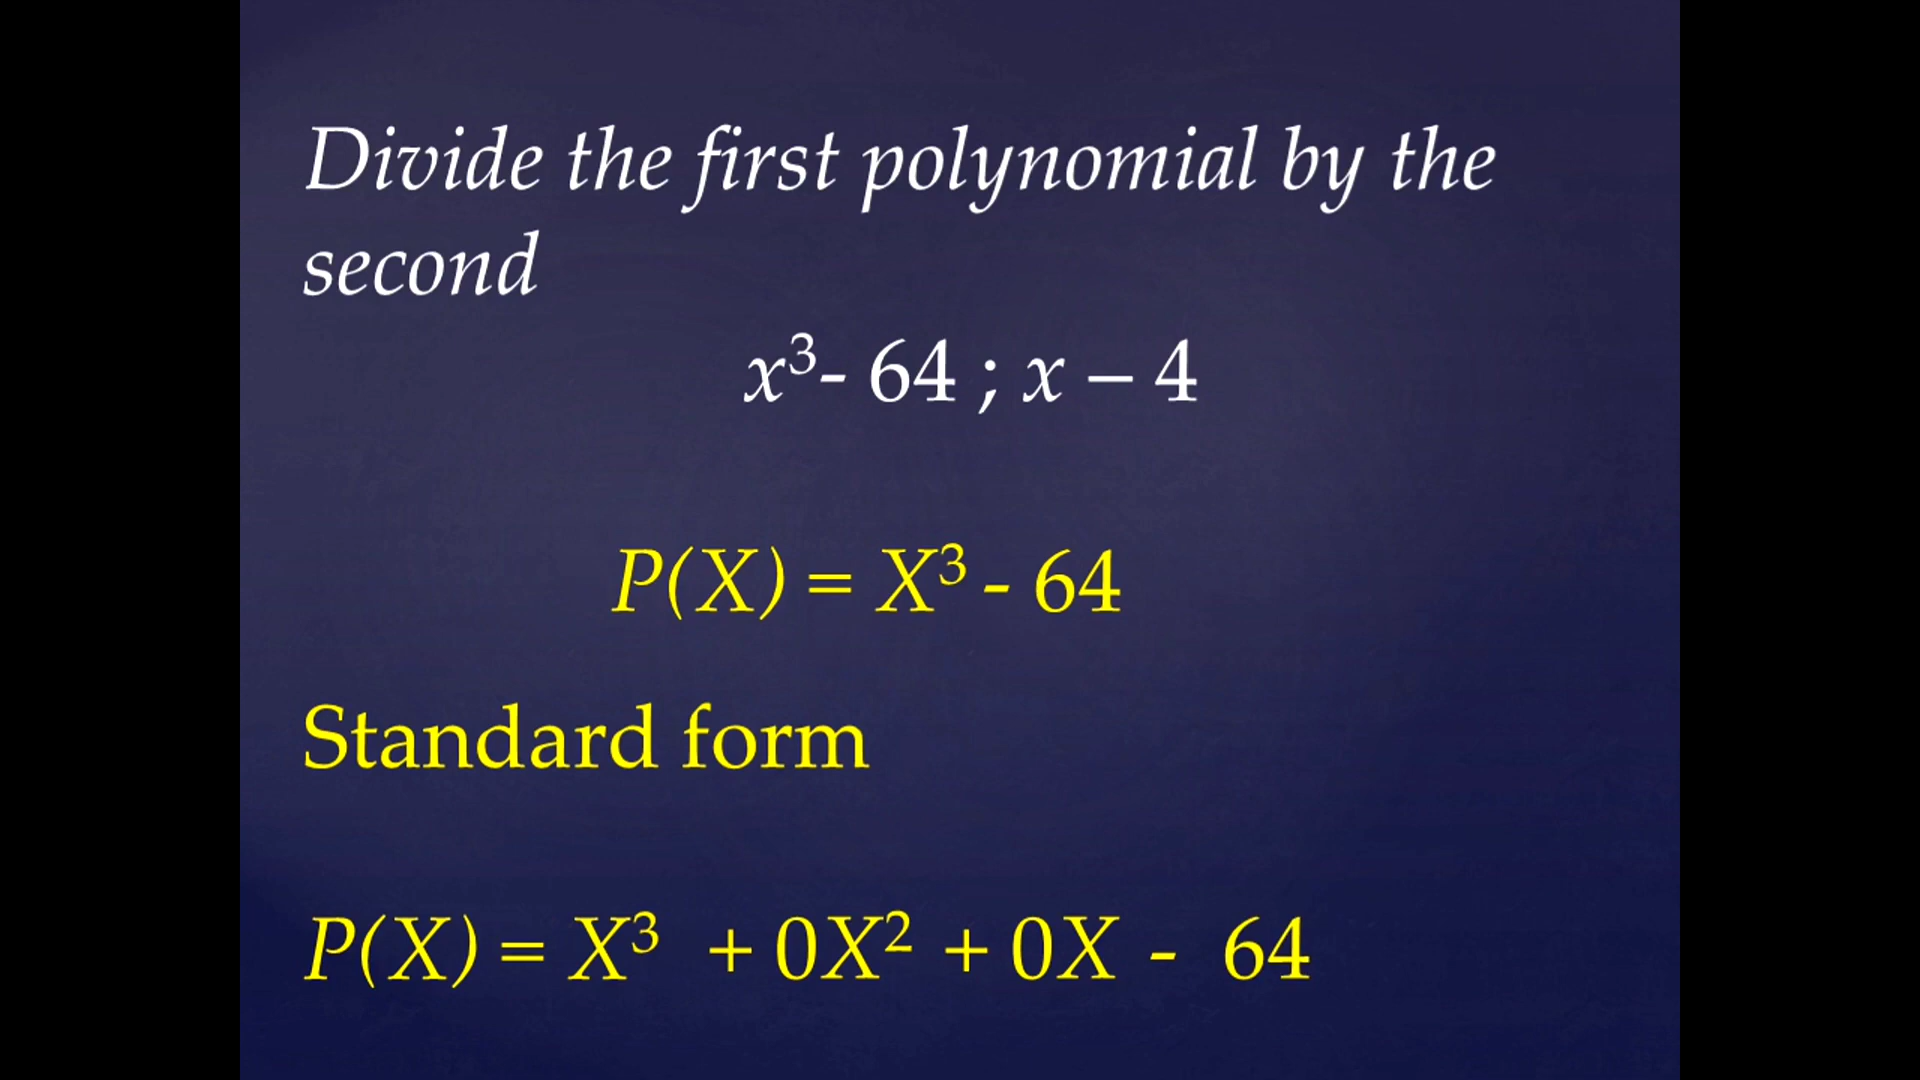 Divide the first polynomial by the
second
x³- 64 ; x – 4
P(X) = X³ - 64
Standard form
P(X) = X³ + 0X² + 0X - 64